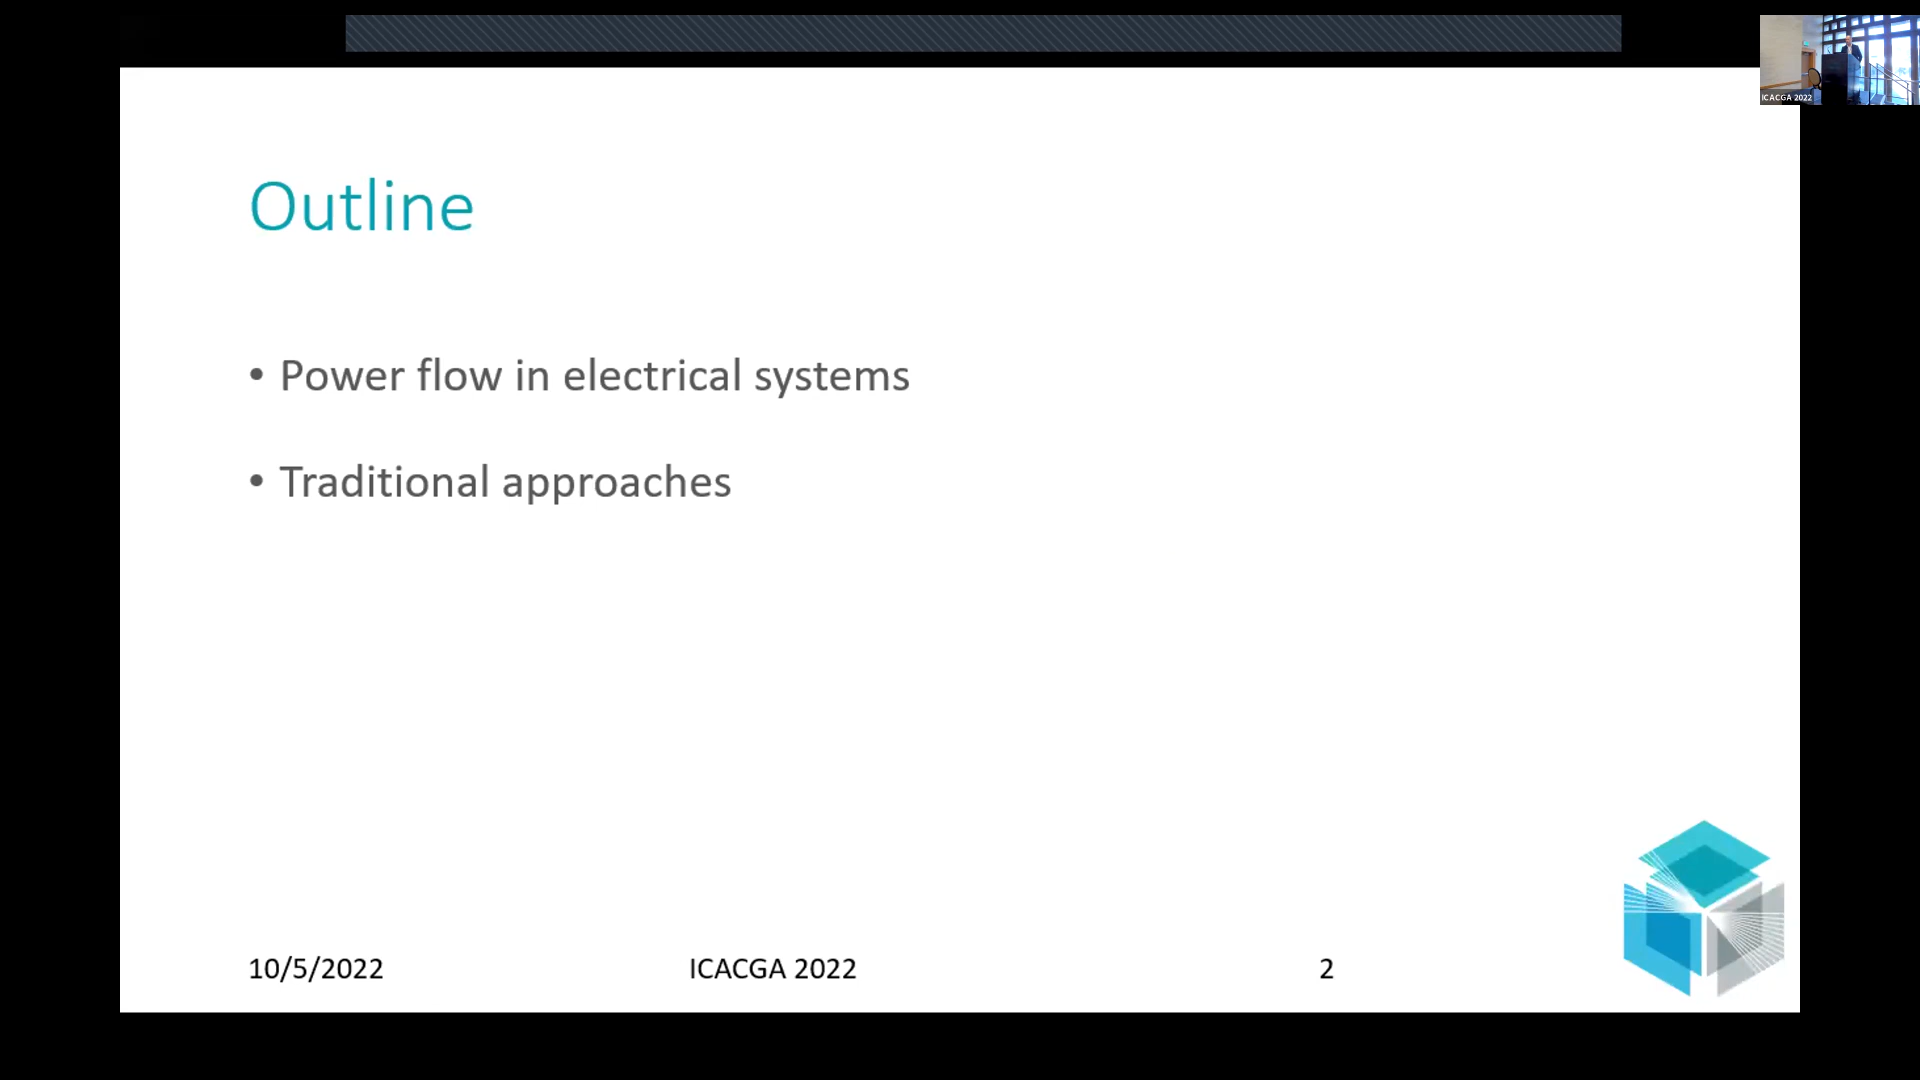 ICACGA 2022
Outline
• Power flow in electrical systems
• Traditional approaches
10/5/2022
ICACGA 2022
2